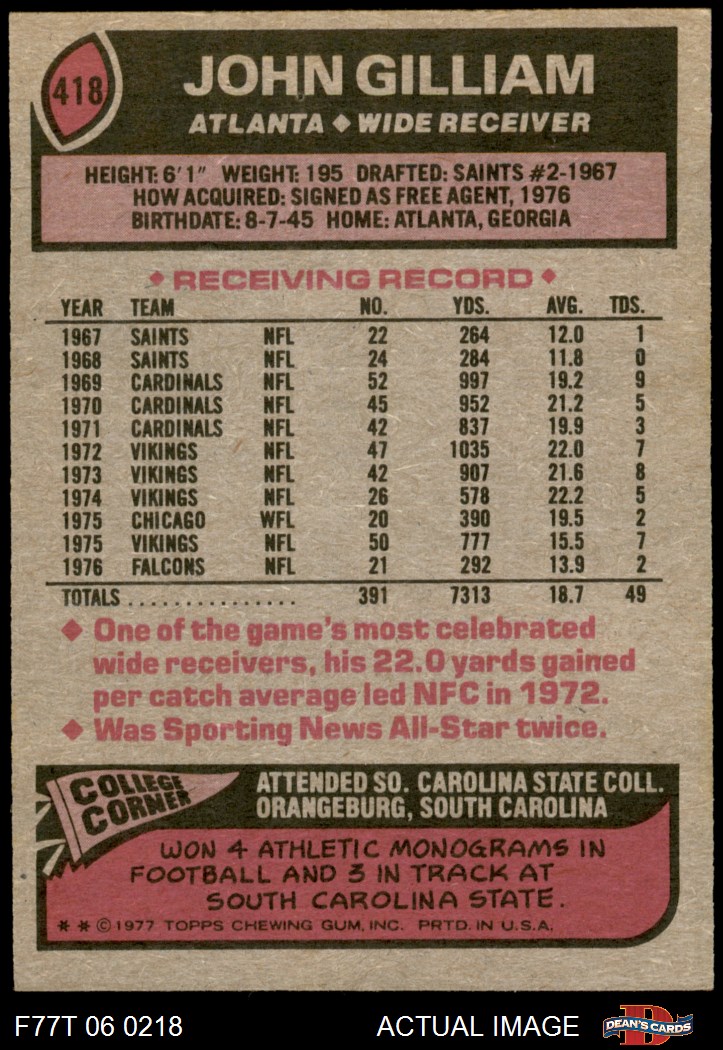 418
JOHN GILLIAM
ATLANTA ◆ WIDE RECEIVER
HEIGHT: 6'1" WEIGHT: 195 DRAFTED: SAINTS #2-1967
HOW ACQUIRED: SIGNED AS FREE AGENT, 1976
BIRTHDATE: 8-7-45 HOME: ATLANTA, GEORGIA
◆ RECEIVING RECORD ◆
YEAR TEAM NO. YDS. AVG. TDS.
1967 SAINTS NFL 22 264 12.0 1
1968 SAINTS NFL 24 284 11.8 0
1969 CARDINALS NFL 52 997 19.2 9
1970 CARDINALS NFL 45 952 21.2 5
1971 CARDINALS NFL 42 837 19.9 3
1972 VIKINGS NFL 47 1035 22.0 7
1973 VIKINGS NFL 42 907 21.6 8
1974 VIKINGS NFL 26 578 22.2 5
1975 CHICAGO WFL 20 390 19.5 2
1975 VIKINGS NFL 50 777 15.5 7
1976 FALCONS NFL 21 292 13.9 2
TOTALS ................ 391 7313 18.7 49
◆ One of the game's most celebrated
wide receivers, his 22.0 yards gained
per catch average led NFC in 1972.
◆ Was Sporting News All-Star twice.
COLLEGE
CORNER
ATTENDED SO. CAROLINA STATE COLL.
ORANGEBURG, SOUTH CAROLINA
WON 4 ATHLETIC MONOGRAMS IN
FOOTBALL AND 3 IN TRACK AT
SOUTH CAROLINA STATE.
** © 1977 TOPPS CHEWING GUM, INC. PRTD. IN U.S.A.
F77T 06 0218 ACTUAL IMAGE
D
DEAN'S CARDS